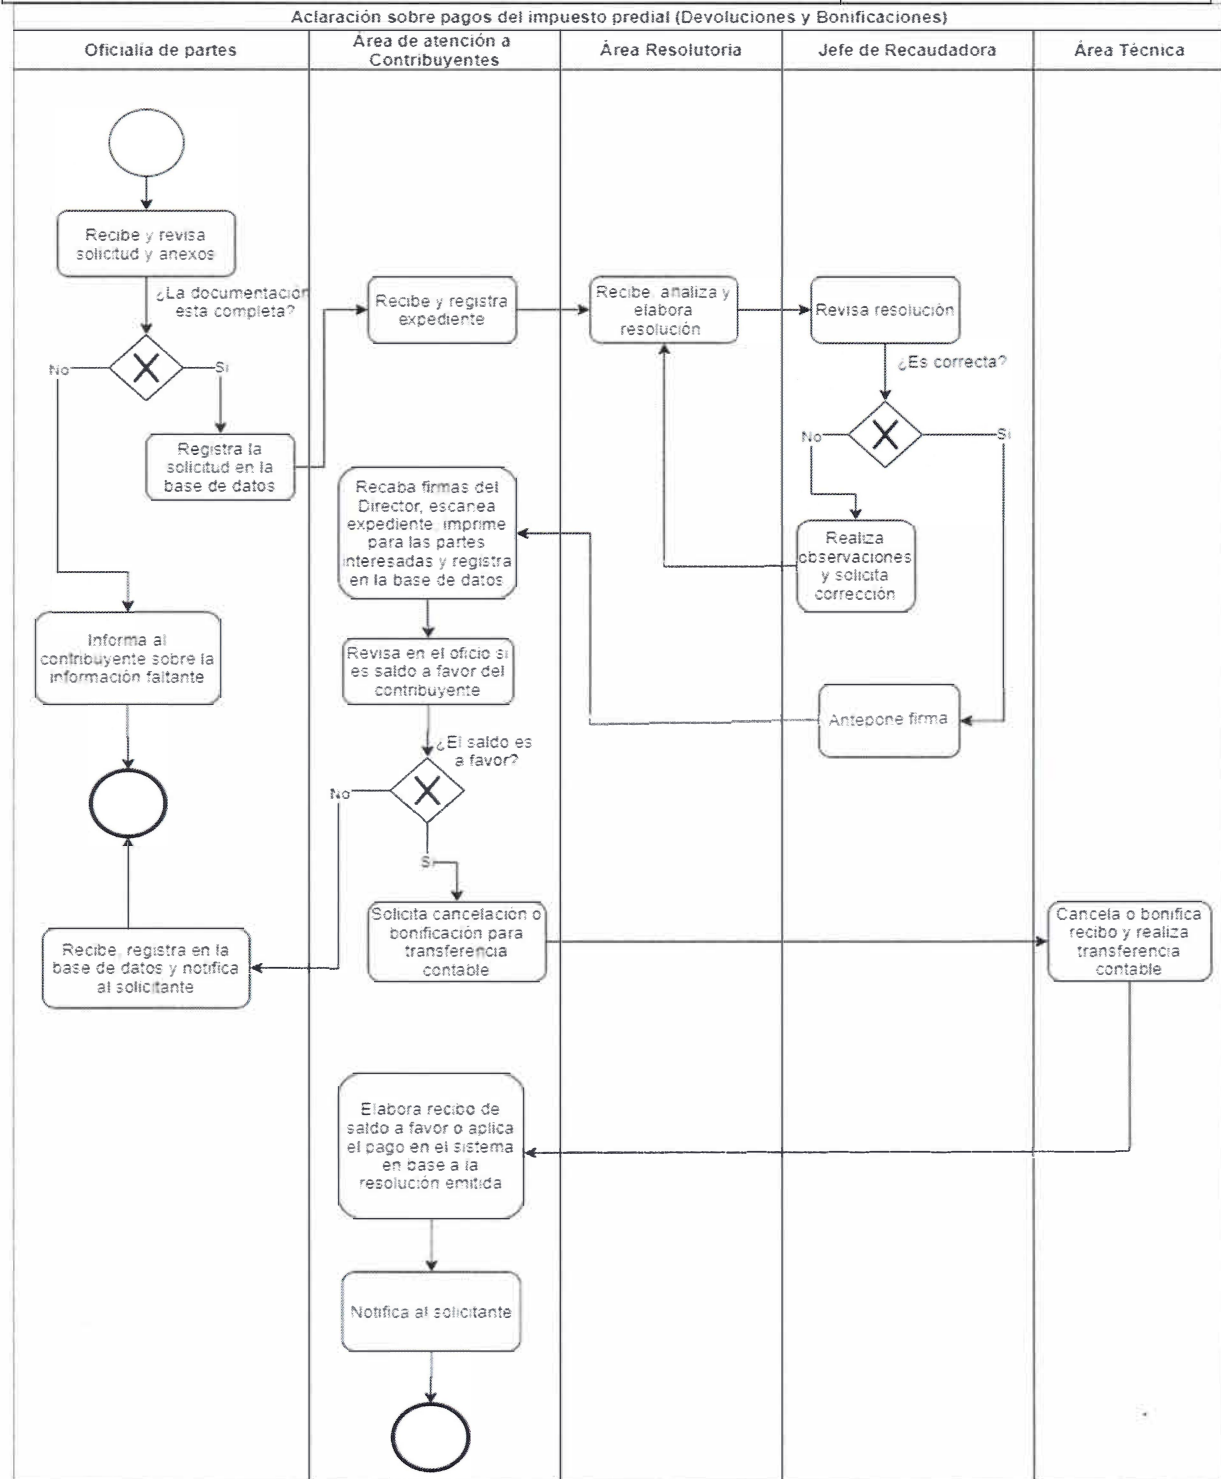 Aclaración sobre pagos del impuesto predial (Devoluciones y Bonificaciones)
Oficialía de partes
Área de atención a
Contribuyentes
Área Resolutoria
Jefe de Recaudadora
Área Técnica
Recibe y revisa
solicitud y anexos
¿La documentación
esta completa?
No
Si
Registra la
solicitud en la
base de datos
Informa al
contribuyente sobre la
información faltante
Recibe, registra en la
base de datos y notifica
al solicitante
Recibe y registra
expediente
Recaba firmas del
Director, escanea
expediente, imprime
para las partes
interesadas y registra
en la base de datos
Revisa en el oficio si
es saldo a favor del
contribuyente
¿El saldo es
a favor?
No
Si
Solicita cancelación o
bonificación para
transferencia
contable
Elabora recibo de
saldo a favor o aplica
el pago en el sistema
en base a la
resolución emitida
Notifica al solicitante
Recibe, analiza y
elabora
resolución
Revisa resolución
¿Es correcta?
No
Si
Realiza
observaciones
y solicita
corrección
Antepone firma
Cancela o bonifica
recibo y realiza
transferencia
contable